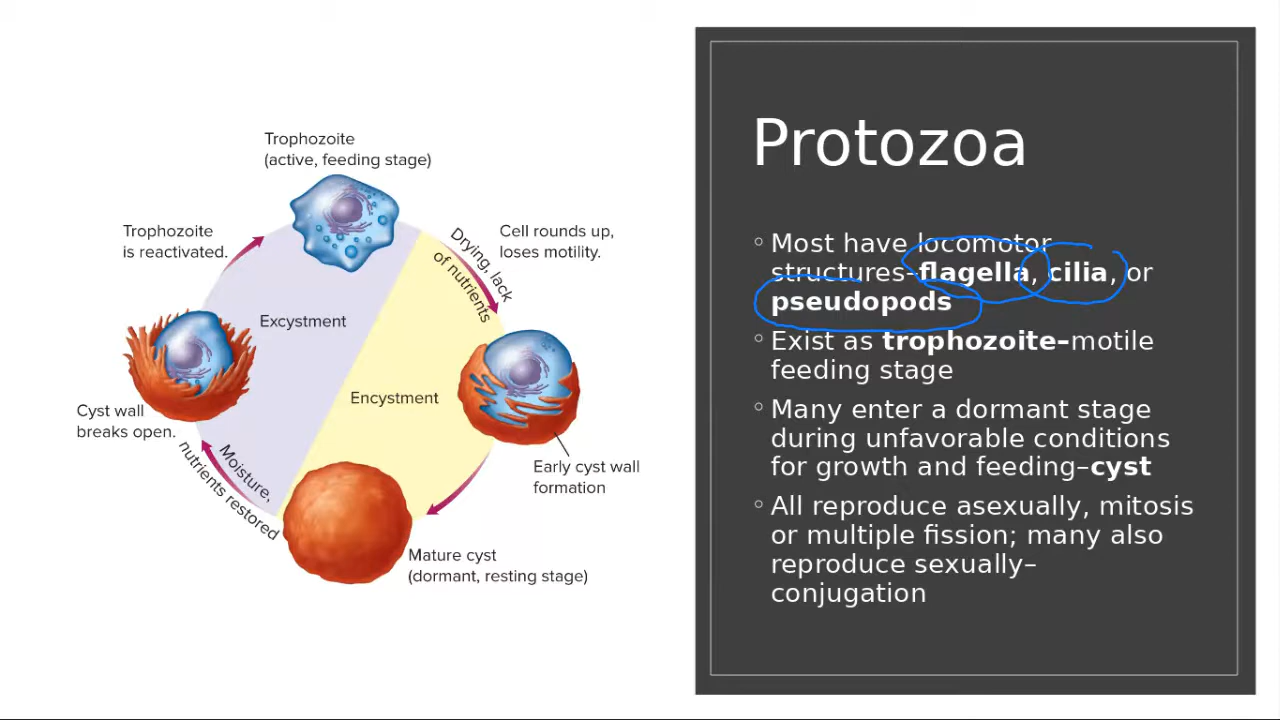 Trophozoite
(active, feeding stage)
Trophozoite
is reactivated.
Cell rounds up,
loses motility.
Drying, lack
of nutrients
Excystment
Encystment
Cyst wall
breaks open.
Early cyst wall
formation
Moisture,
nutrients restored
Mature cyst
(dormant, resting stage)
Protozoa
◦ Most have locomotor
structures–flagella, cilia, or
pseudopods
◦ Exist as trophozoite–motile
feeding stage
◦ Many enter a dormant stage
during unfavorable conditions
for growth and feeding–cyst
◦ All reproduce asexually, mitosis
or multiple fission; many also
reproduce sexually–
conjugation